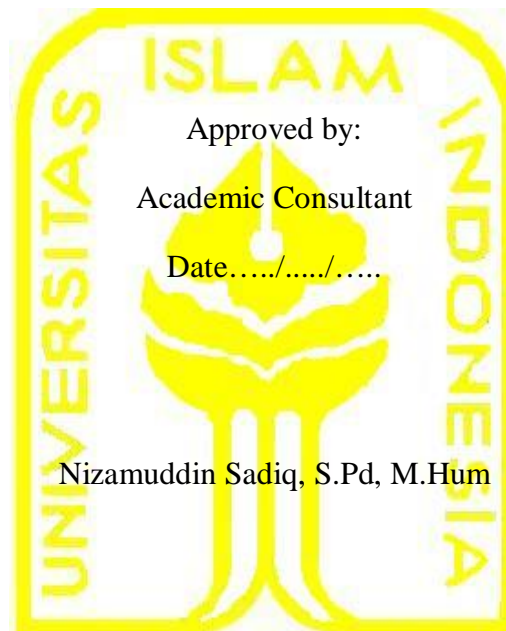 UNIVERSITAS
ISLAM
INDONESIA
Approved by:
Academic Consultant
Date…../...../…..
Nizamuddin Sadiq, S.Pd, M.Hum